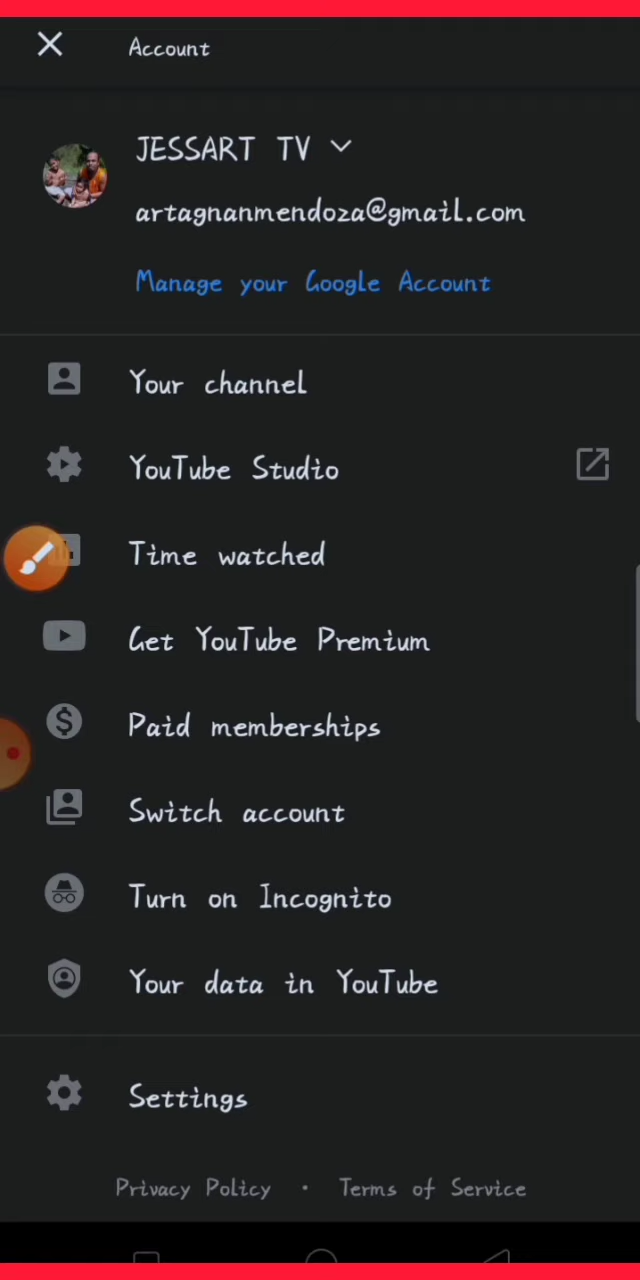 Account
JESSART TV
artagnanmendoza@gmail.com
Manage your Google Account
Your channel
YouTube Studio
Time watched
Get YouTube Premium
Paid memberships
Switch account
Turn on Incognito
Your data in YouTube
Settings
Privacy Policy • Terms of Service